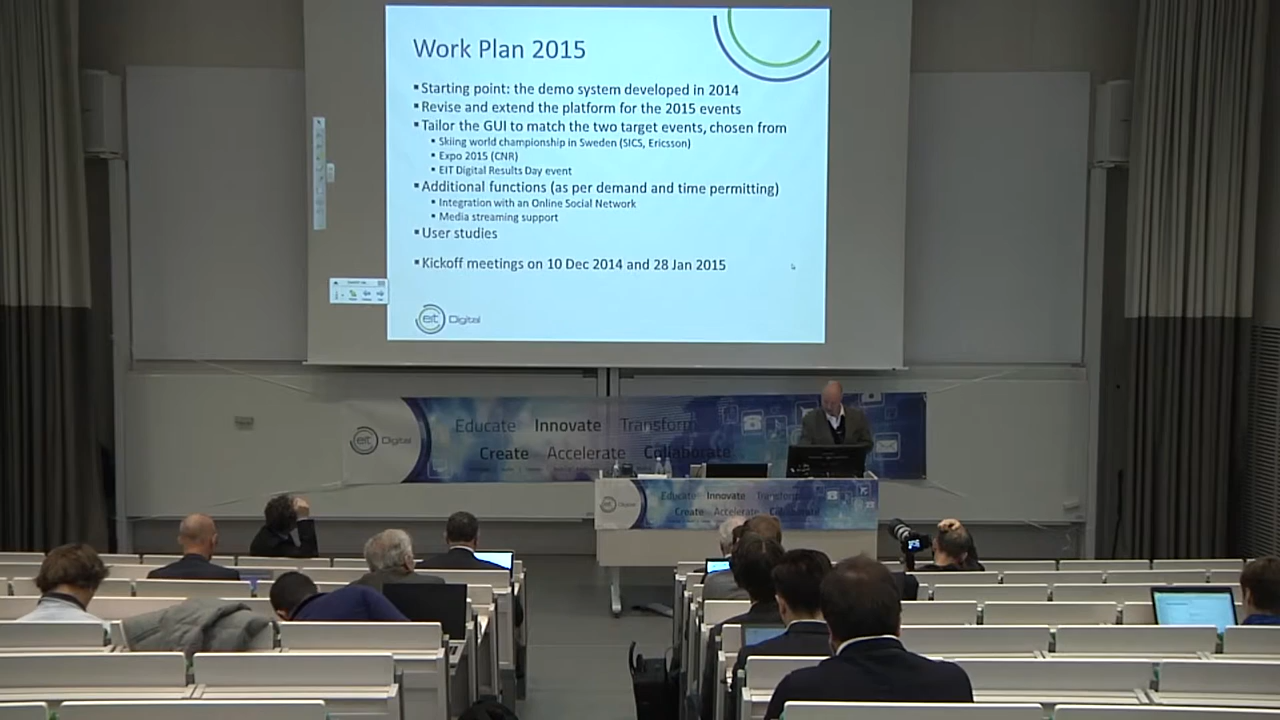 Work Plan 2015
▪ Starting point: the demo system developed in 2014
▪ Revise and extend the platform for the 2015 events
▪ Tailor the GUI to match the two target events, chosen from
▪ Skiing world championship in Sweden (SICS, Ericsson)
▪ Expo 2015 (CNR)
▪ EIT Digital Results Day event
▪ Additional functions (as per demand and time permitting)
▪ Integration with an Online Social Network
▪ Media streaming support
▪ User studies
▪ Kickoff meetings on 10 Dec 2014 and 28 Jan 2015
eit Digital
eit Digital
Educate Innovate Transform
Create Accelerate Collaborate
eit
Educate Innovate Transform
Create Accelerate Collaborate